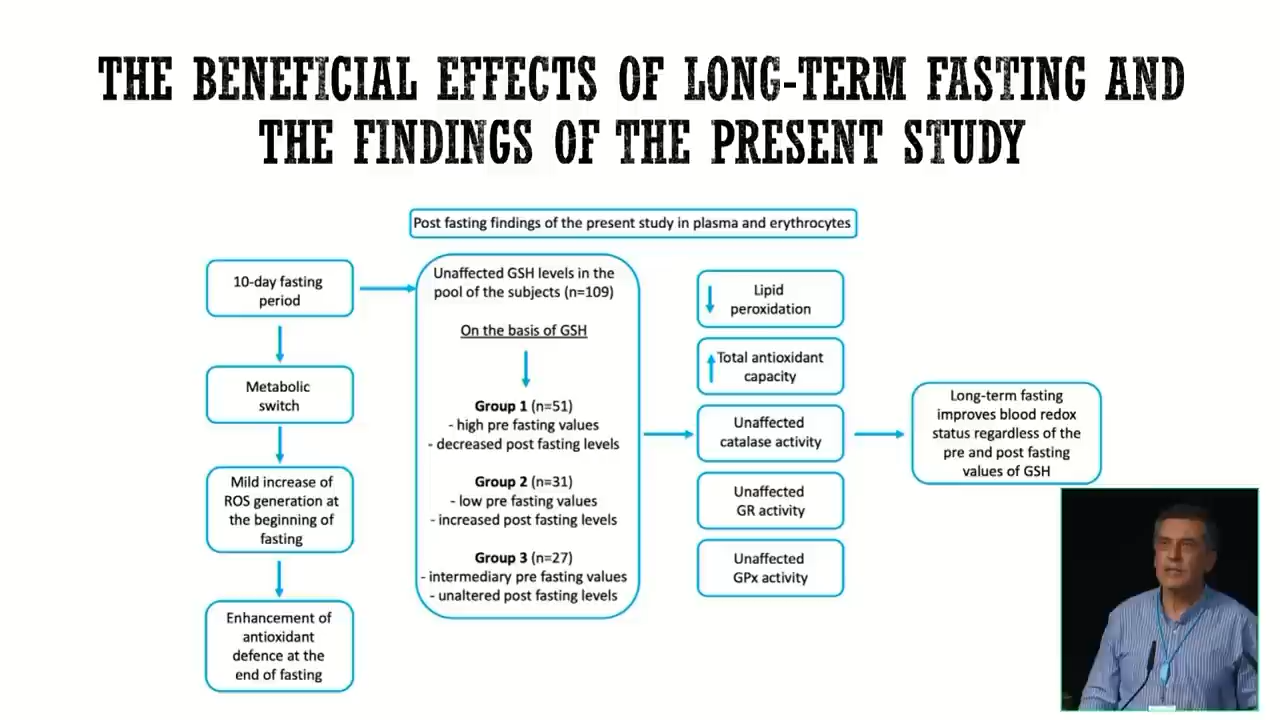 THE BENEFICIAL EFFECTS OF LONG-TERM FASTING AND
THE FINDINGS OF THE PRESENT STUDY
Post fasting findings of the present study in plasma and erythrocytes
10-day fasting
period
Metabolic
switch
Mild increase of
ROS generation at
the beginning of
fasting
Enhancement of
antioxidant
defence at the
end of fasting
Unaffected GSH levels in the
pool of the subjects (n=109)
On the basis of GSH
Group 1 (n=51)
- high pre fasting values
- decreased post fasting levels
Group 2 (n=31)
- low pre fasting values
- increased post fasting levels
Group 3 (n=27)
- intermediary pre fasting values
- unaltered post fasting levels
Lipid
peroxidation
Total antioxidant
capacity
Unaffected
catalase activity
Unaffected
GR activity
Unaffected
GPx activity
Long-term fasting
improves blood redox
status regardless of the
pre and post fasting
values of GSH